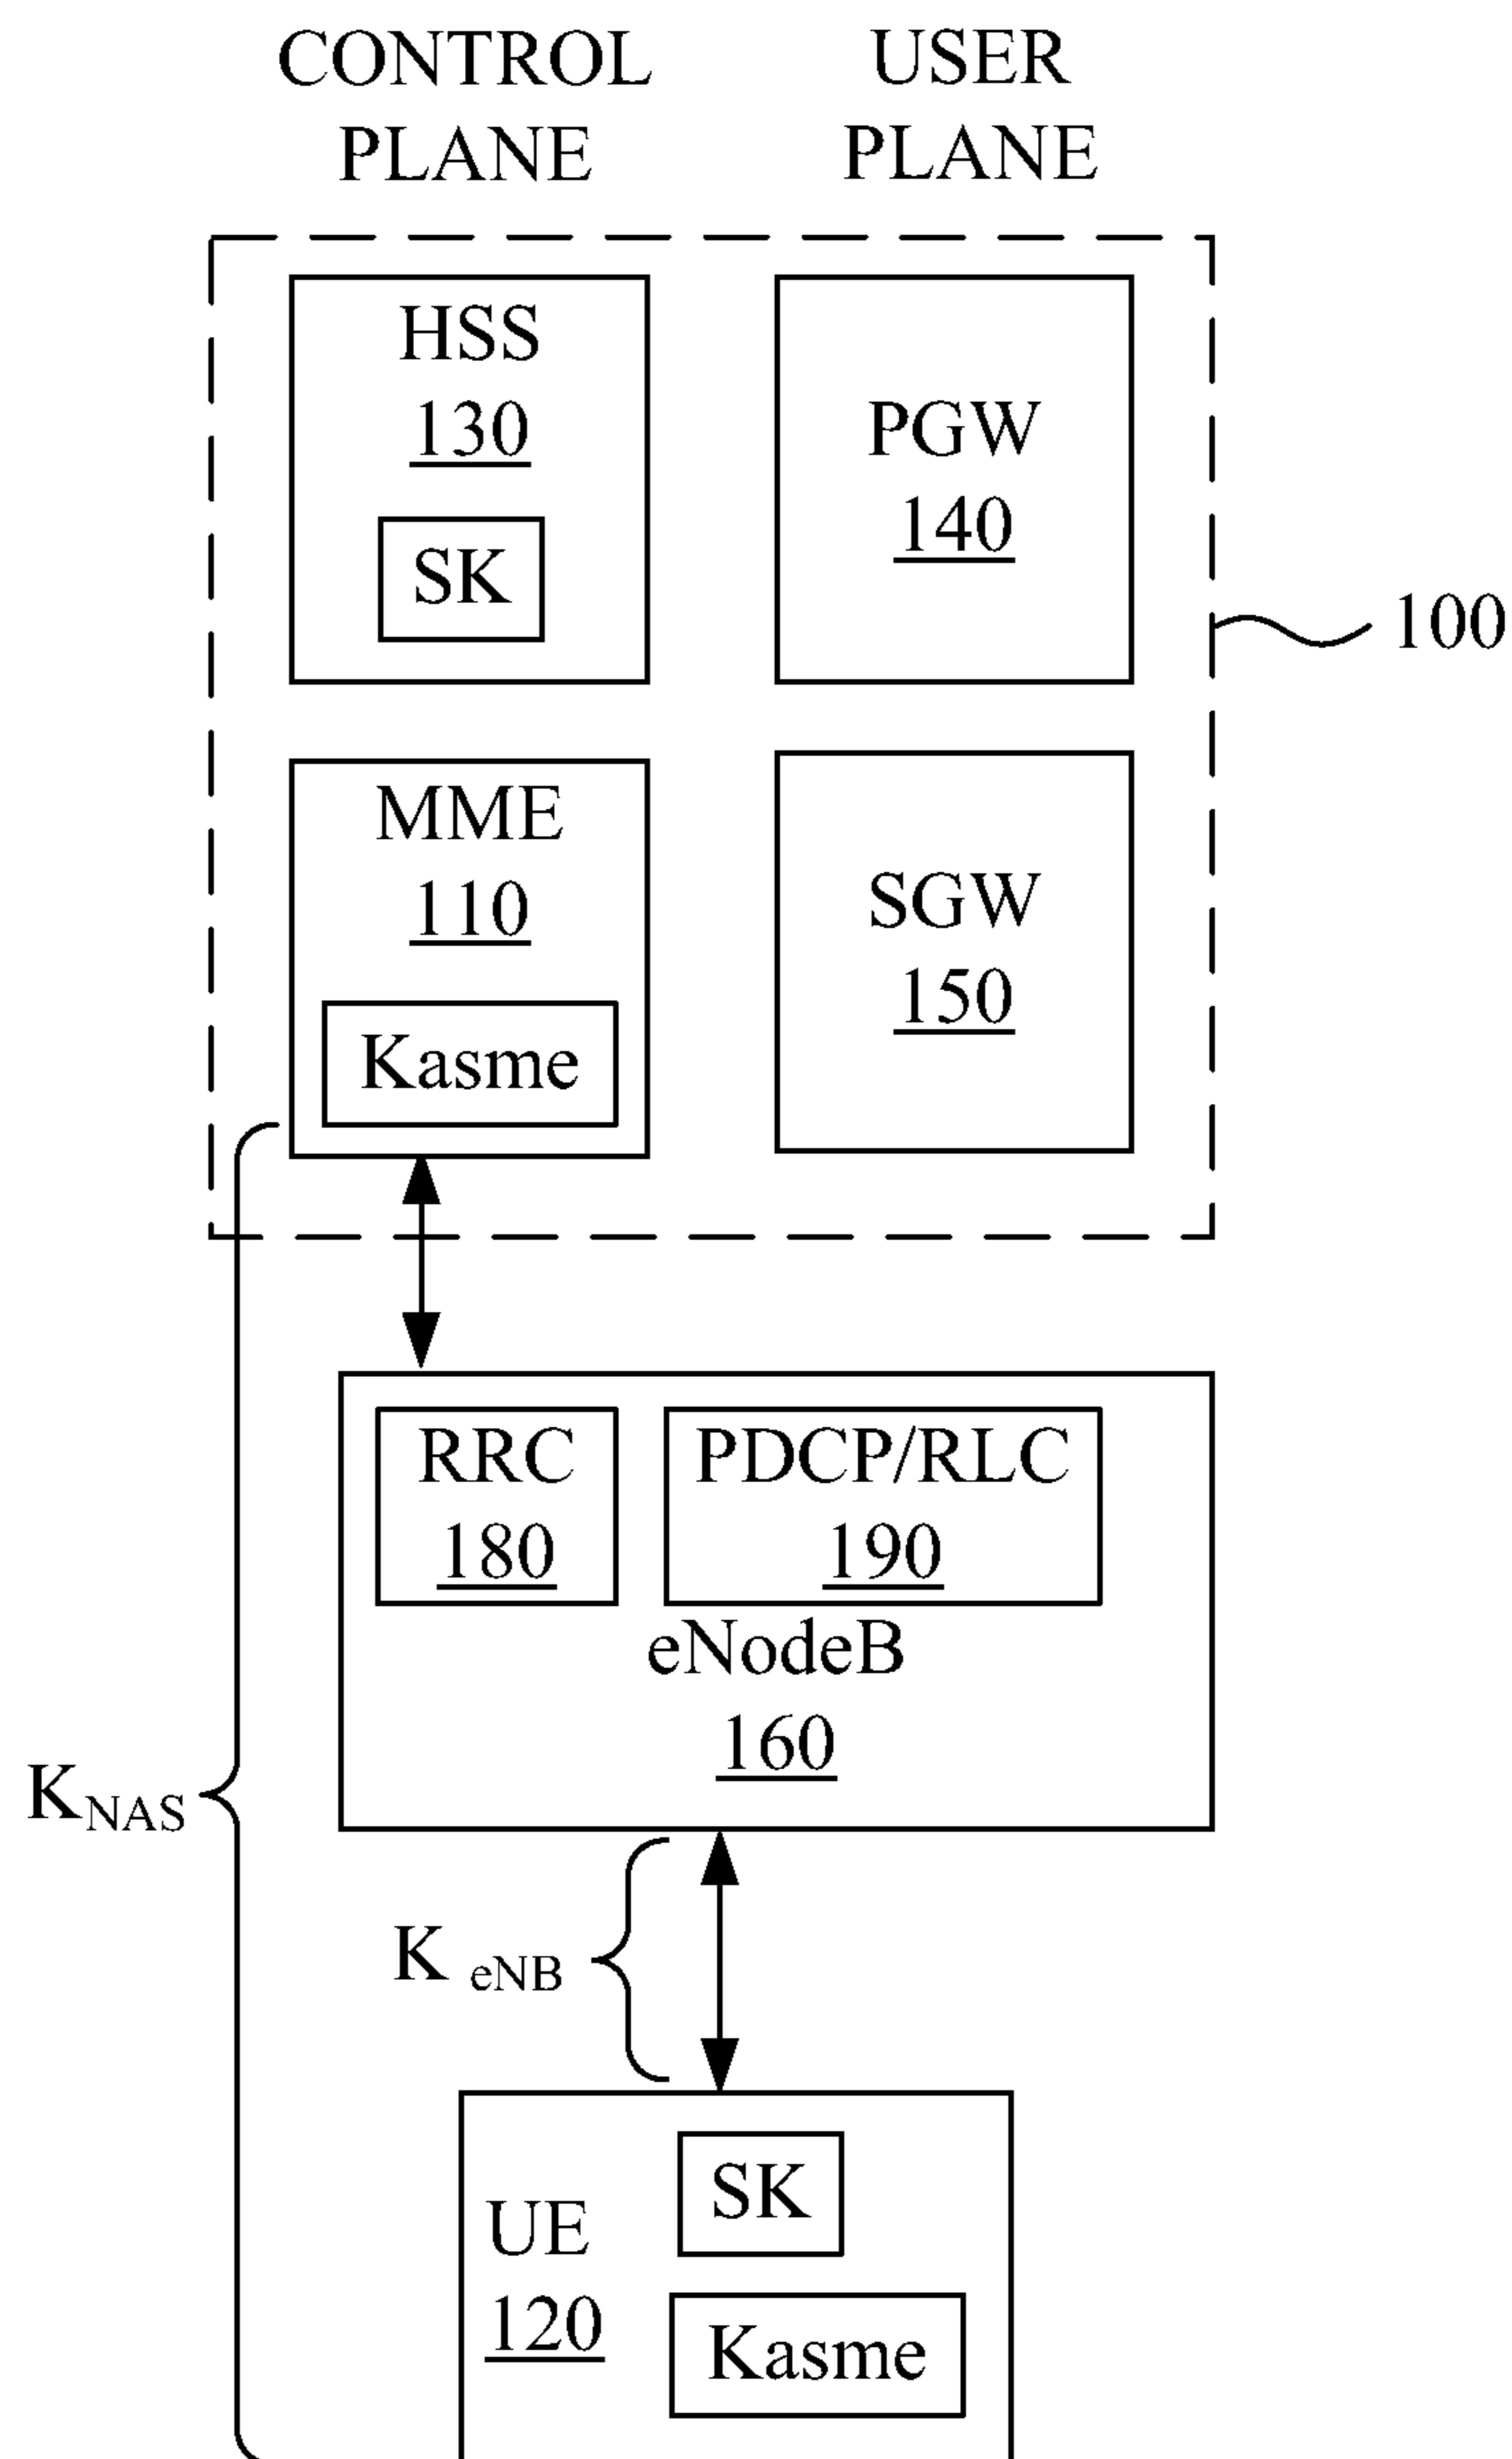 CONTROL
PLANE
USER
PLANE
HSS
130
SK
PGW
140
100
MME
110
Kasme
SGW
150
RRC
180
PDCP/RLC
190
eNodeB
160
KNAS
K eNB
UE
120
SK
Kasme